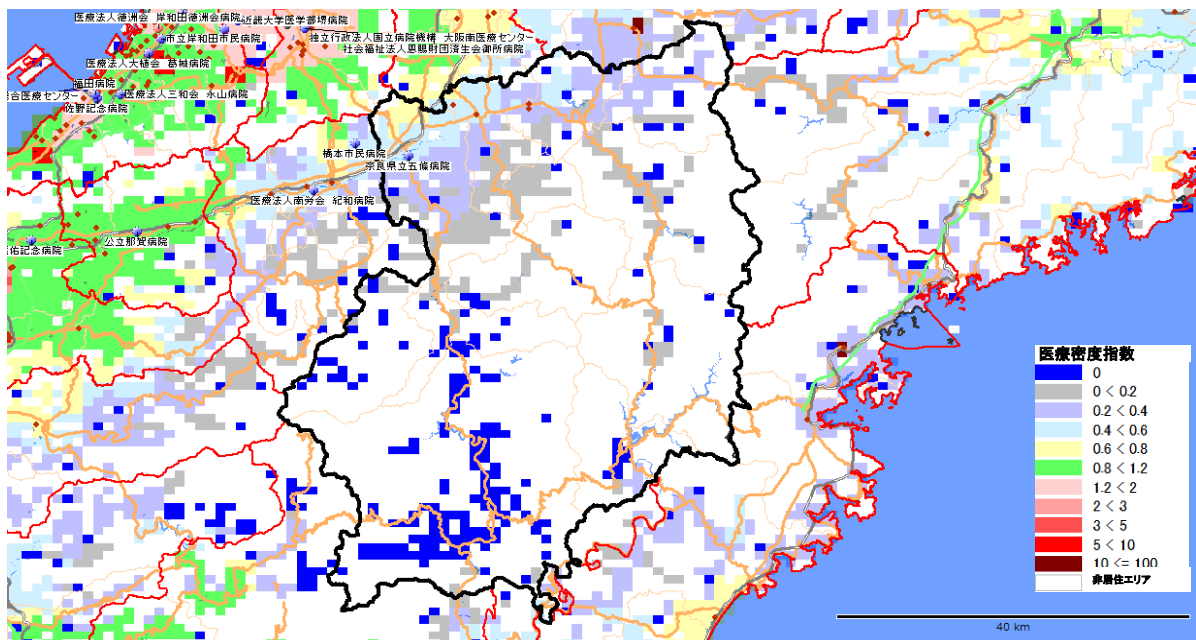 医療法人徳洲会 岸和田徳洲会病院
近畿大学医学部堺病院
市立岸和田市民病院
独立行政法人国立病院機構 大阪南医療センター
社会福祉法人恩賜財団済生会御所病院
医療法人大植会 葛城病院
福田病院
総合医療センター
医療法人三和会 永山病院
佐野記念病院
橋本市民病院
奈良県立五條病院
医療法人南労会 紀和病院
公立那賀病院
佑記念病院
医療密度指数
0
0 < 0.2
0.2 < 0.4
0.4 < 0.6
0.6 < 0.8
0.8 < 1.2
1.2 < 2
2 < 3
3 < 5
5 < 10
10 <= 100
非居住エリア
40 km